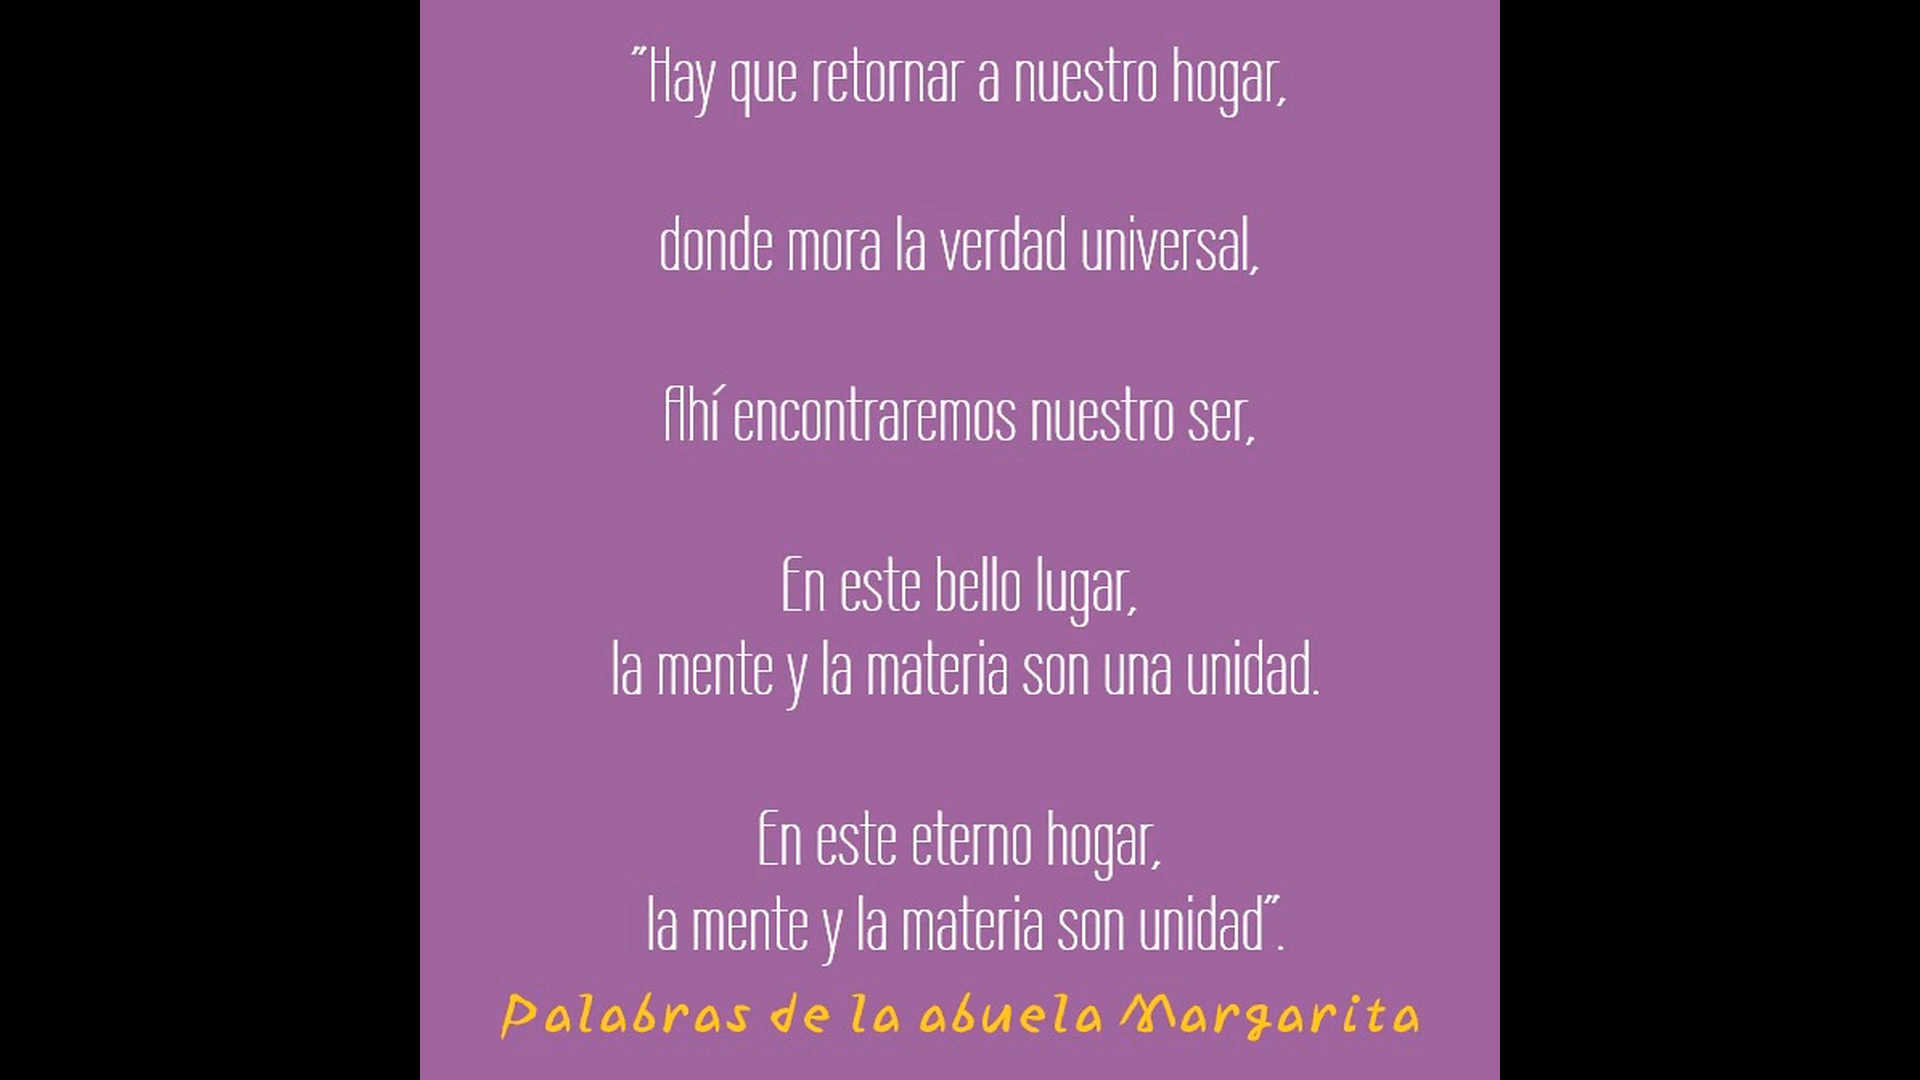 "Hay que retornar a nuestro hogar,
donde mora la verdad universal,
Ahí encontraremos nuestro ser,
En este bello lugar,
la mente y la materia son una unidad.
En este eterno hogar,
la mente y la materia son unidad".
Palabras de la abuela Margarita